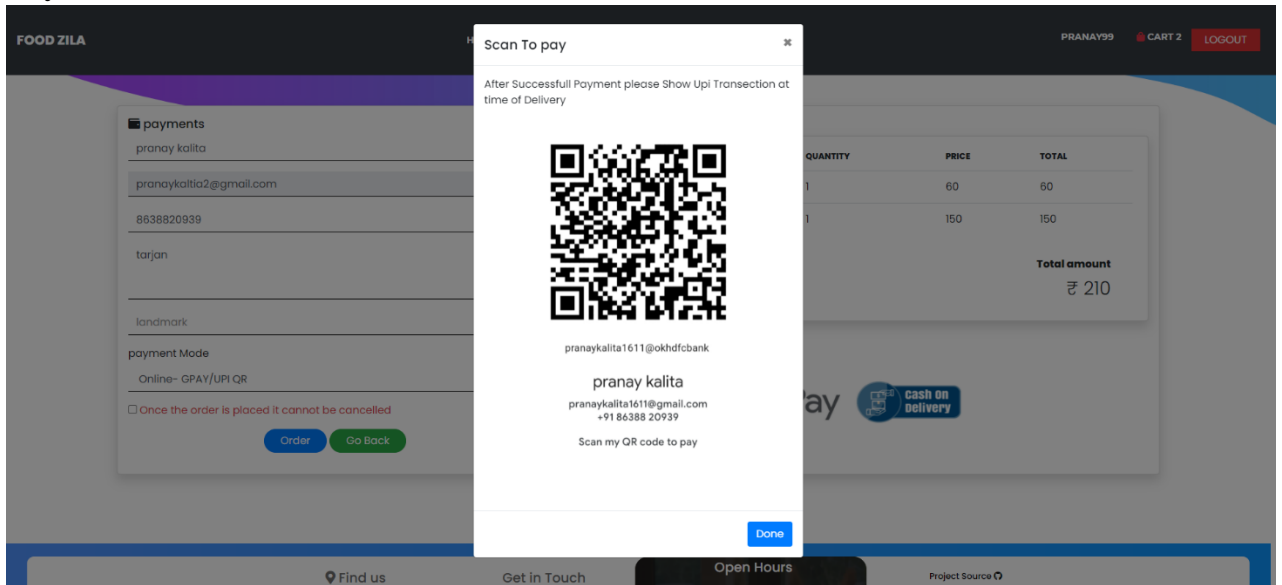 FOOD ZILA
H
PRANAY99
CART 2
LOGOUT
Scan To pay
×
After Successfull Payment please Show Upi Transection at
time of Delivery
payments
pranay kalita
pranaykaltia2@gmail.com
8638820939
tarjan
landmark
payment Mode
Online- GPAY/UPI QR
Once the order is placed it cannot be cancelled
Order
Go Back
pranaykalita1611@okhdfcbank
pranay kalita
pranaykalita1611@gmail.com
+91 86388 20939
Scan my QR code to pay
Done
QUANTITY PRICE TOTAL
1 60 60
1 150 150
Total amount
₹ 210
ay
Cash on
Delivery
Find us
Get in Touch
Open Hours
Project Source